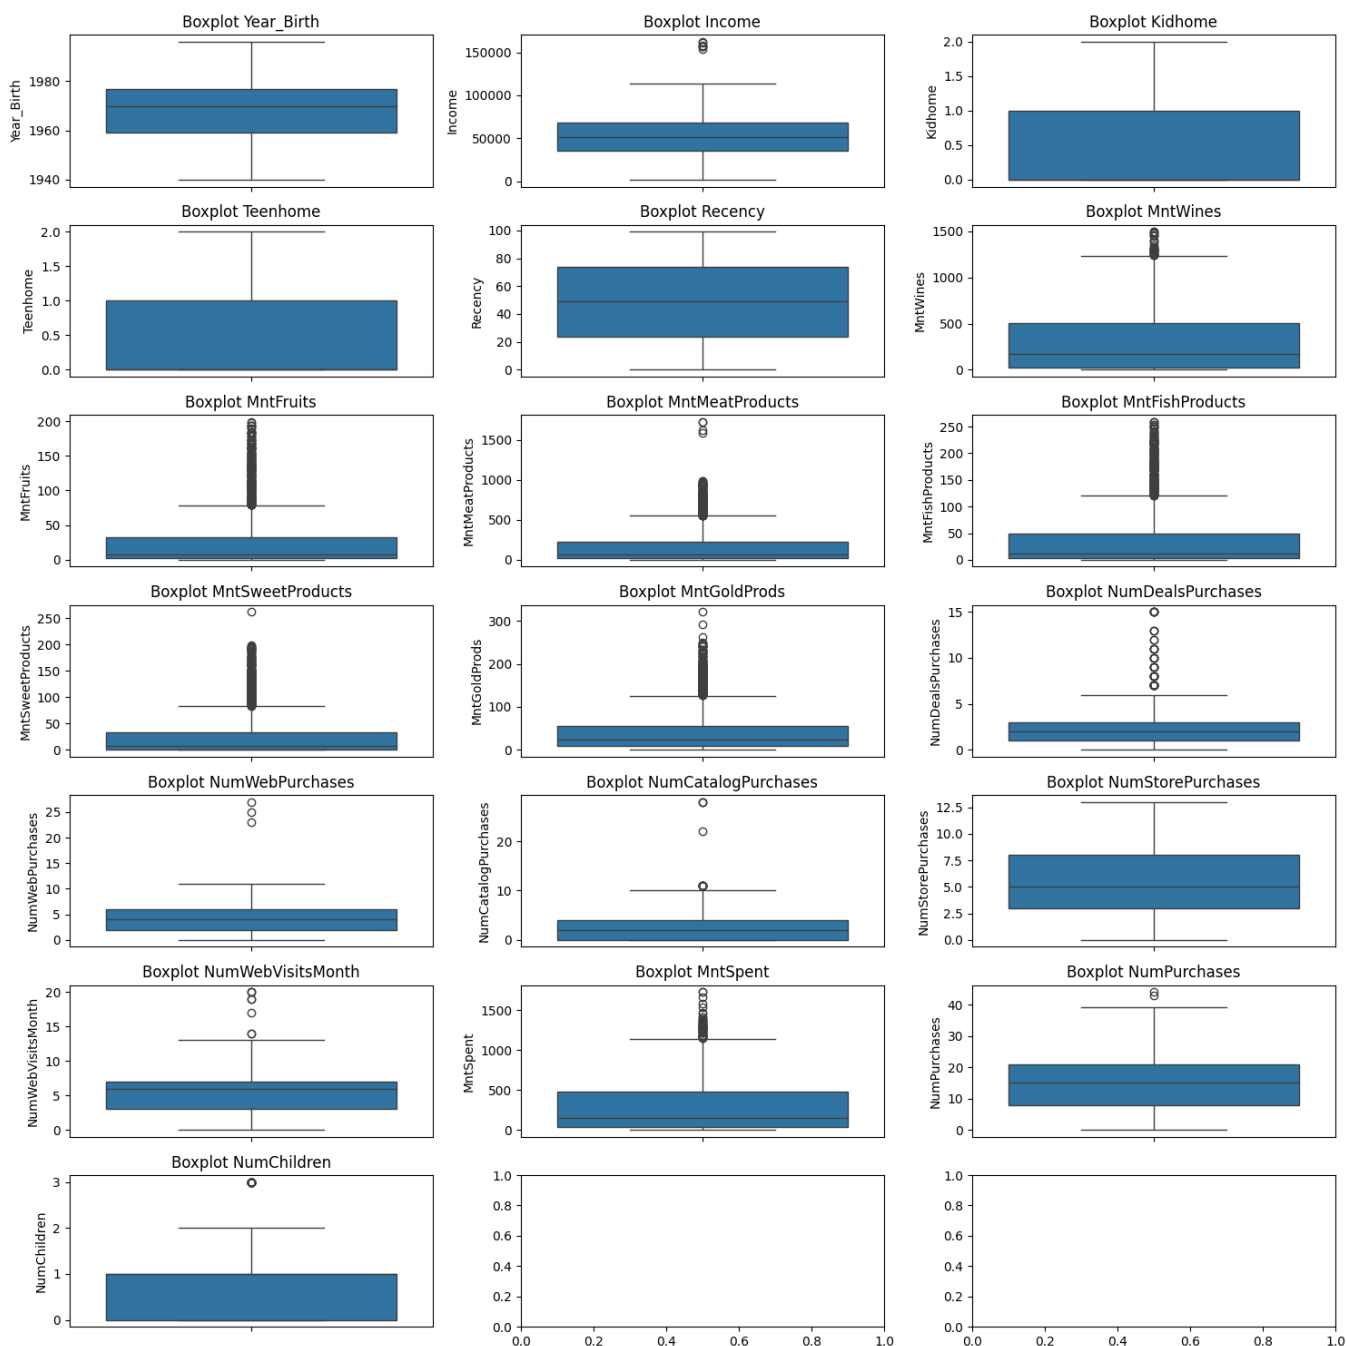 Boxplot Year_Birth
1980
1960
1940
Year_Birth
Boxplot Income
150000
100000
50000
0
Income
Boxplot Kidhome
2.0
1.5
1.0
0.5
0.0
Kidhome
Boxplot Teenhome
2.0
1.5
1.0
0.5
0.0
Teenhome
Boxplot Recency
100
80
60
40
20
0
Recency
Boxplot MntWines
1500
1000
500
0
MntWines
Boxplot MntFruits
200
150
100
50
0
MntFruits
Boxplot MntMeatProducts
1500
1000
500
0
MntMeatProducts
Boxplot MntFishProducts
250
200
150
100
50
0
MntFishProducts
Boxplot MntSweetProducts
250
200
150
100
50
0
MntSweetProducts
Boxplot MntGoldProds
300
200
100
0
MntGoldProds
Boxplot NumDealsPurchases
15
10
5
0
NumDealsPurchases
Boxplot NumWebPurchases
25
20
15
10
5
0
NumWebPurchases
Boxplot NumCatalogPurchases
20
10
0
NumCatalogPurchases
Boxplot NumStorePurchases
12.5
10.0
7.5
5.0
2.5
0.0
NumStorePurchases
Boxplot NumWebVisitsMonth
20
15
10
5
0
NumWebVisitsMonth
Boxplot MntSpent
1500
1000
500
0
MntSpent
Boxplot NumPurchases
40
30
20
10
0
NumPurchases
Boxplot NumChildren
3
2
1
0
NumChildren
1.0
0.8
0.6
0.4
0.2
0.0
0.0 0.2 0.4 0.6 0.8 1.0
1.0
0.8
0.6
0.4
0.2
0.0
0.0 0.2 0.4 0.6 0.8 1.0